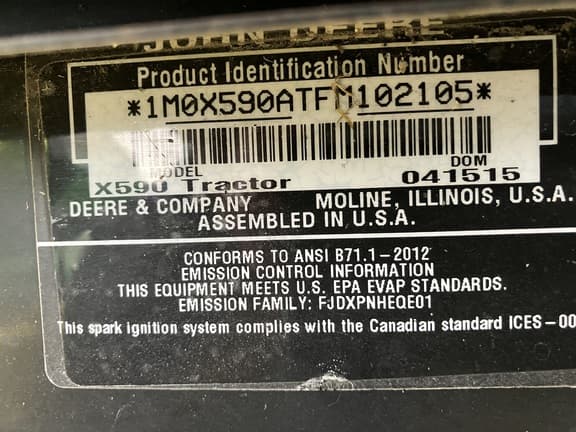 JOHN DEERE
Product Identification Number
*1M0X590ATFM102105*
MODEL
DOM
X590 Tractor
041515
DEERE & COMPANY MOLINE, ILLINOIS, U.S.A.
ASSEMBLED IN U.S.A.
CONFORMS TO ANSI B71.1-2012
EMISSION CONTROL INFORMATION
THIS EQUIPMENT MEETS U.S. EPA EVAP STANDARDS.
EMISSION FAMILY: FJDXPNHEQE01
This spark ignition system complies with the Canadian standard ICES-00